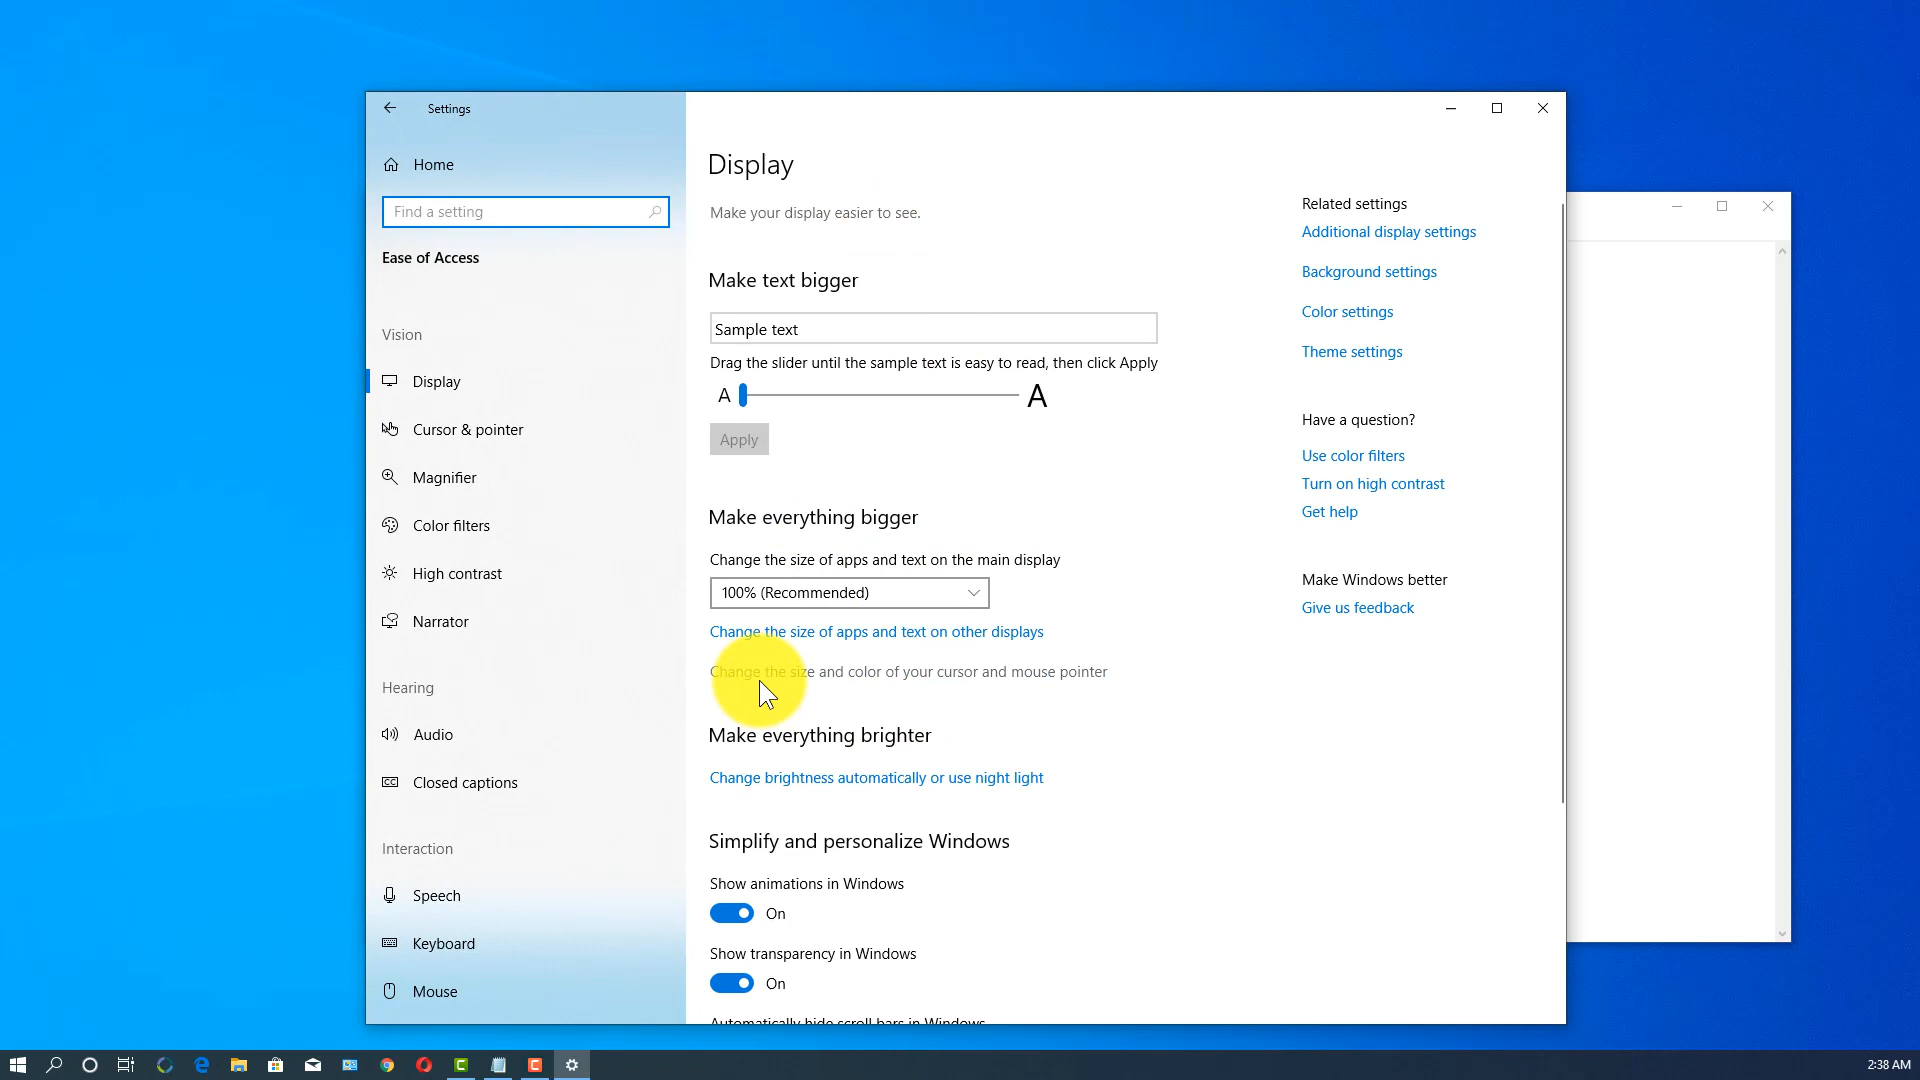 Settings
Home
Find a setting
Ease of Access
Vision
Display
Cursor & pointer
Magnifier
Color filters
High contrast
Narrator
Hearing
Audio
Closed captions
Interaction
Speech
Keyboard
Mouse
Display
Make your display easier to see.
Make text bigger
Sample text
Drag the slider until the sample text is easy to read, then click Apply
A A
Apply
Make everything bigger
Change the size of apps and text on the main display
100% (Recommended)
Change the size of apps and text on other displays
Change the size and color of your cursor and mouse pointer
Make everything brighter
Change brightness automatically or use night light
Simplify and personalize Windows
Show animations in Windows
On
Show transparency in Windows
On
Automatically hide scroll bars in Windows
Related settings
Additional display settings
Background settings
Color settings
Theme settings
Have a question?
Use color filters
Turn on high contrast
Get help
Make Windows better
Give us feedback
2:38 AM